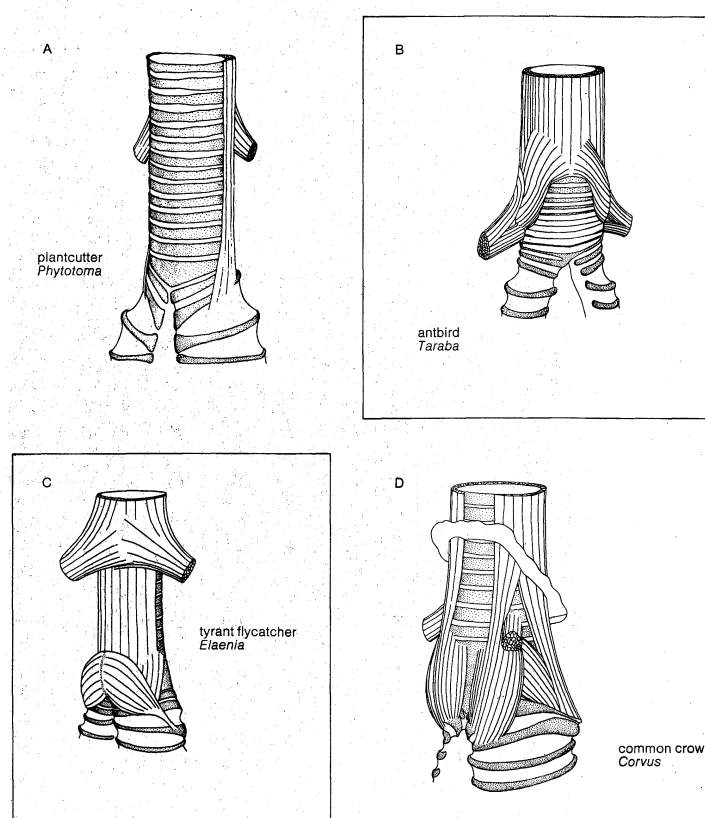 A
plantcutter
Phytotoma
B
antbird
Taraba
C
tyrant flycatcher
Elaenia
D
common crow
Corvus